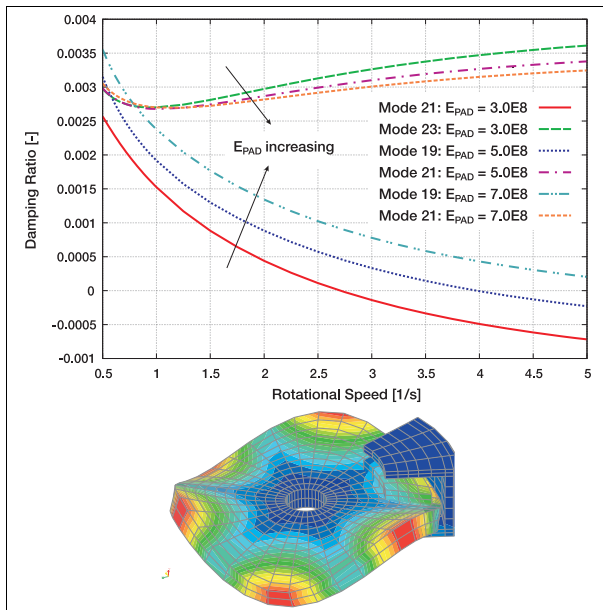 0.004
0.0035
0.003
0.0025
0.002
0.0015
0.001
0.0005
0
-0.0005
-0.001
Damping Ratio [-]
E_PAD increasing
Mode 21: E_PAD = 3.0E8
Mode 23: E_PAD = 3.0E8
Mode 19: E_PAD = 5.0E8
Mode 21: E_PAD = 5.0E8
Mode 19: E_PAD = 7.0E8
Mode 21: E_PAD = 7.0E8
0.5 1 1.5 2 2.5 3 3.5 4 4.5 5
Rotational Speed [1/s]